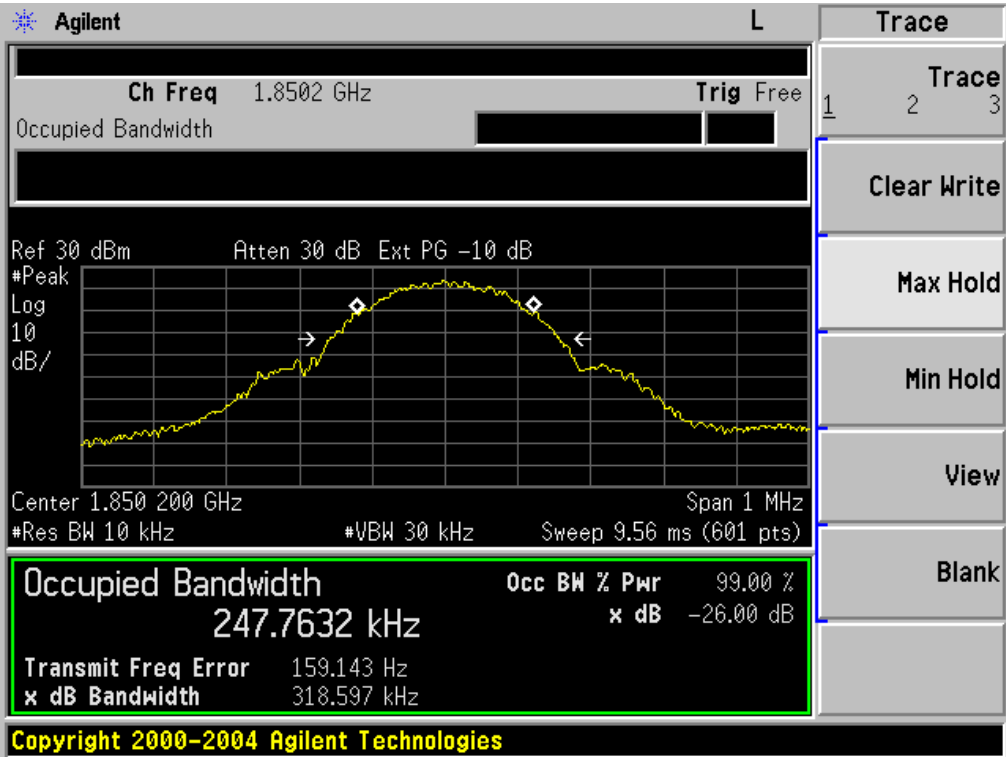 Agilent L Trace
Ch Freq 1.8502 GHz Trig Free
Occupied Bandwidth
Trace
1 2 3
Clear Write
Max Hold
Min Hold
View
Blank
Ref 30 dBm Atten 30 dB Ext PG -10 dB
#Peak
Log
10
dB/
Center 1.850 200 GHz Span 1 MHz
#Res BW 10 kHz #VBW 30 kHz Sweep 9.56 ms (601 pts)
Occupied Bandwidth Occ BW % Pwr 99.00 %
247.7632 kHz x dB -26.00 dB
Transmit Freq Error 159.143 Hz
x dB Bandwidth 318.597 kHz
Copyright 2000-2004 Agilent Technologies